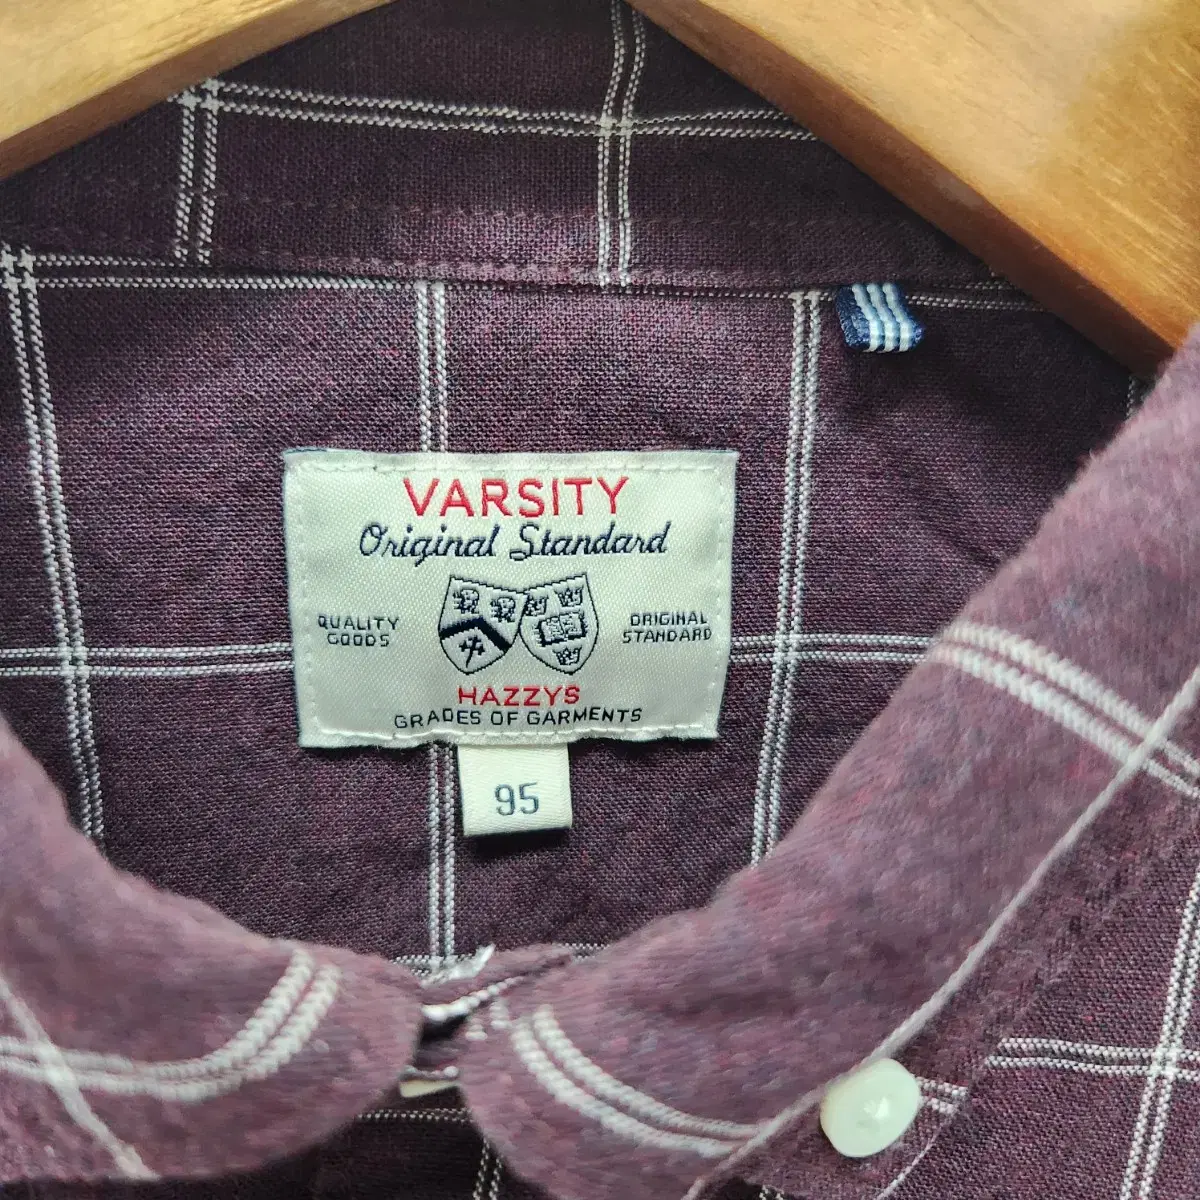 VARSITY
Original Standard
QUALITY
GOODS
ORIGINAL
STANDARD
HAZZYS
GRADES OF GARMENTS
95